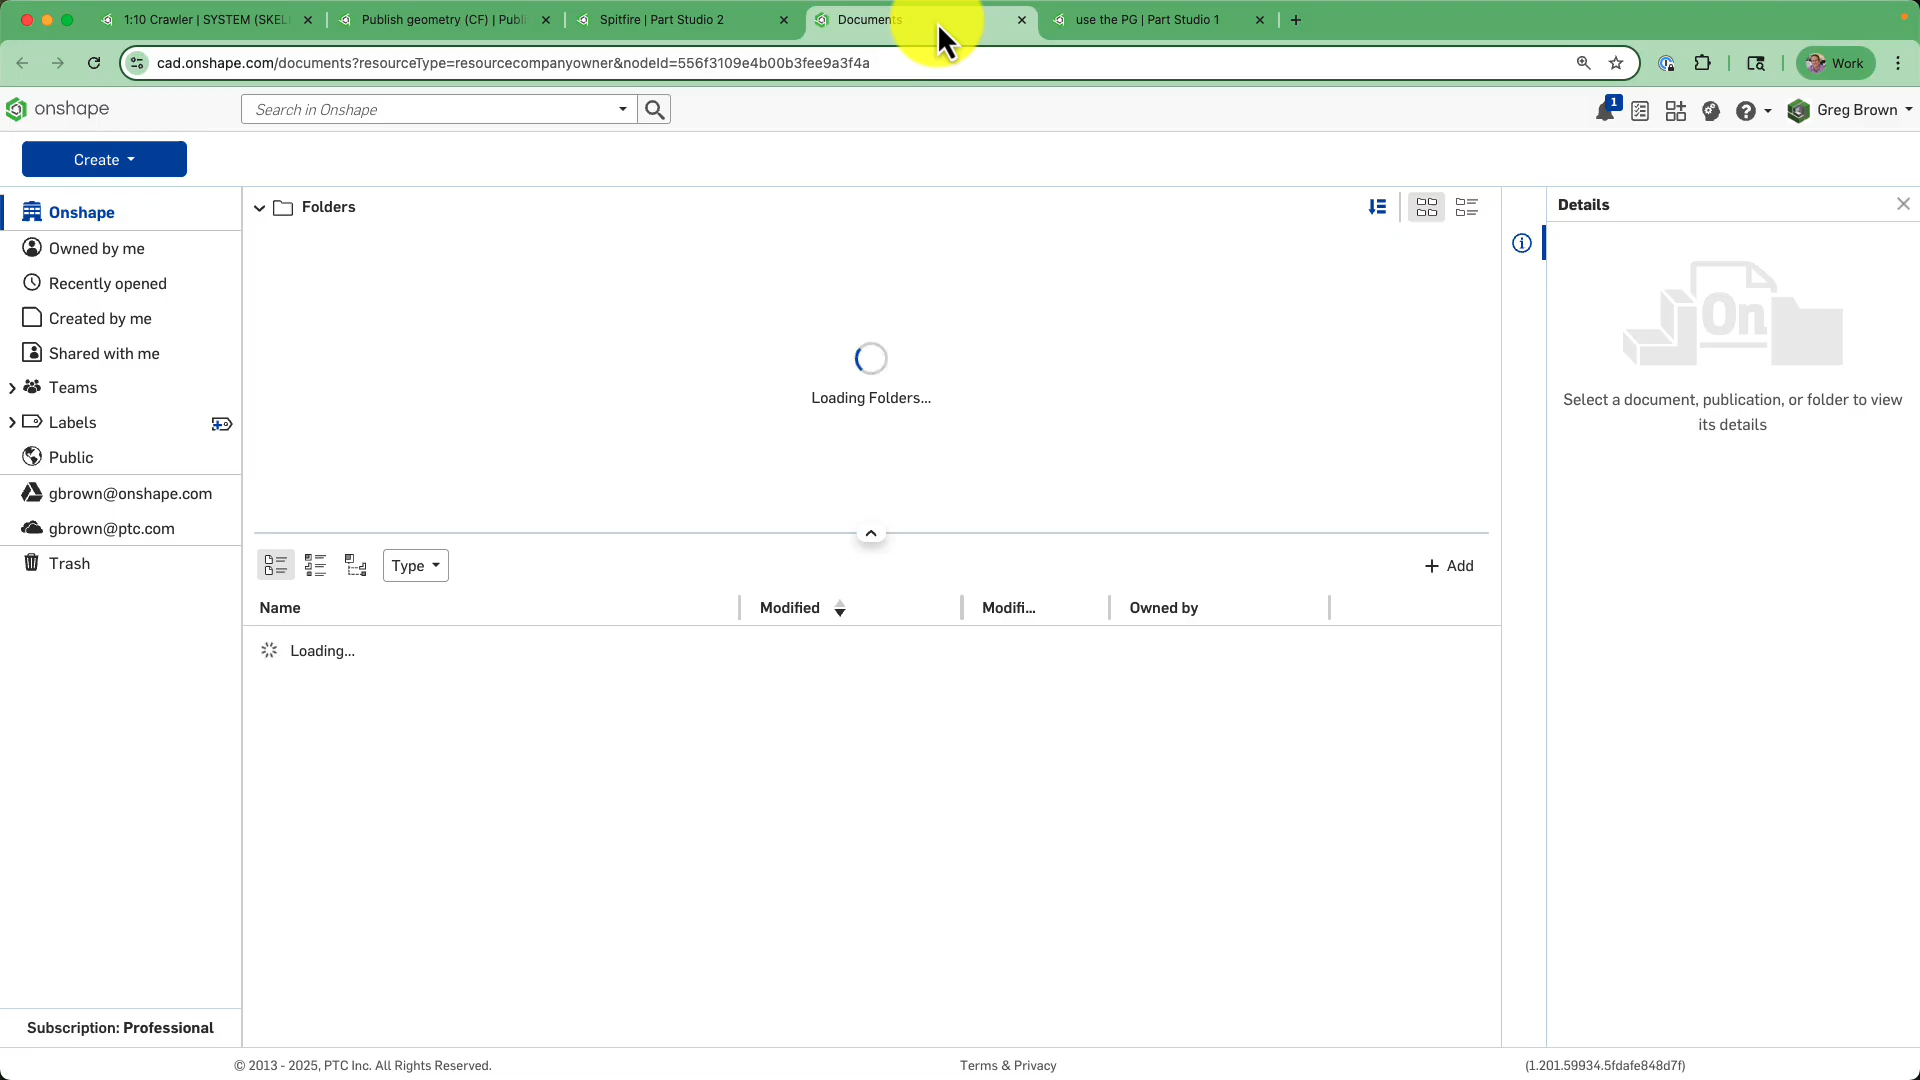 1:10 Crawler | SYSTEM (SKEL
Publish geometry (CF) | Publ
Spitfire | Part Studio 2
Documents
use the PG | Part Studio 1
cad.onshape.com/documents?resourceType=resourcecompanyowner&nodeId=556f3109e4b00b3fee9a3f4a
Work
onshape
Search in Onshape
1
Greg Brown
Create
Onshape
Owned by me
Recently opened
Created by me
Shared with me
Teams
Labels
Public
gbrown@onshape.com
gbrown@ptc.com
Trash
Subscription: Professional
Folders
Loading Folders...
Type
Add
Name
Modified
Modifi...
Owned by
Loading...
Details
On
Select a document, publication, or folder to view
its details
© 2013 - 2025, PTC Inc. All Rights Reserved.
Terms & Privacy
(1.201.59934.5fdafe848d7f)